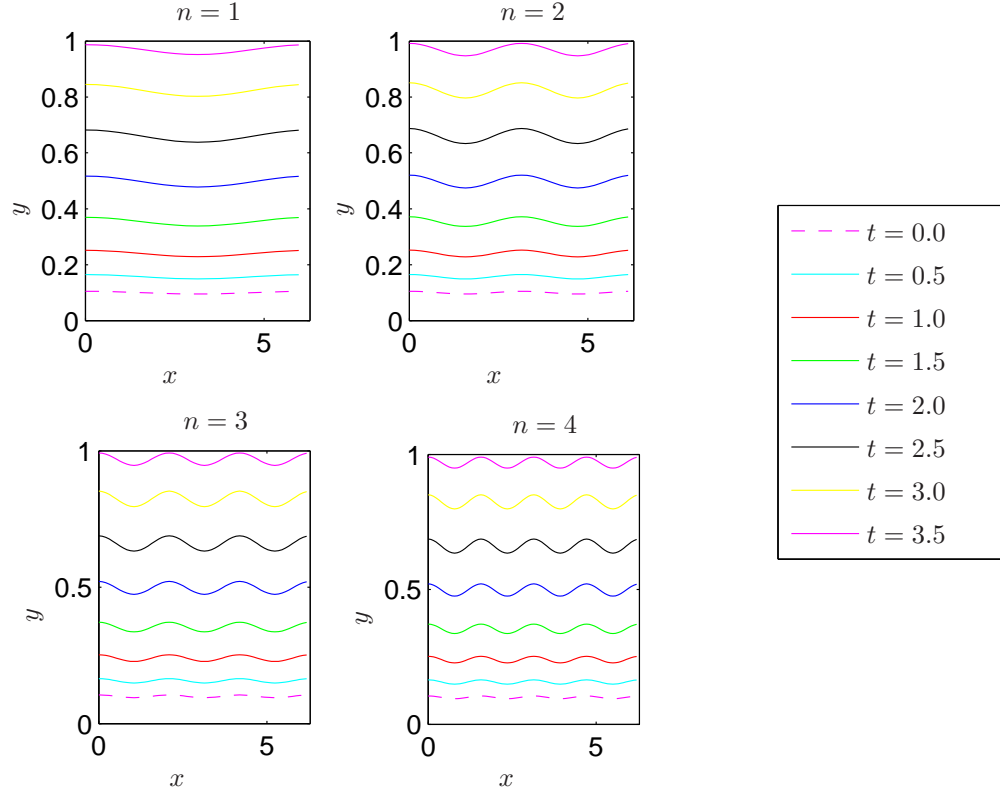 n = 1
1
0.8
0.6
0.4
0.2
0
0
5
y
x
n = 2
1
0.8
0.6
0.4
0.2
0
0
5
y
x
n = 3
1
0.5
0
0
5
y
x
n = 4
1
0.5
0
0
5
y
x
t = 0.0
t = 0.5
t = 1.0
t = 1.5
t = 2.0
t = 2.5
t = 3.0
t = 3.5